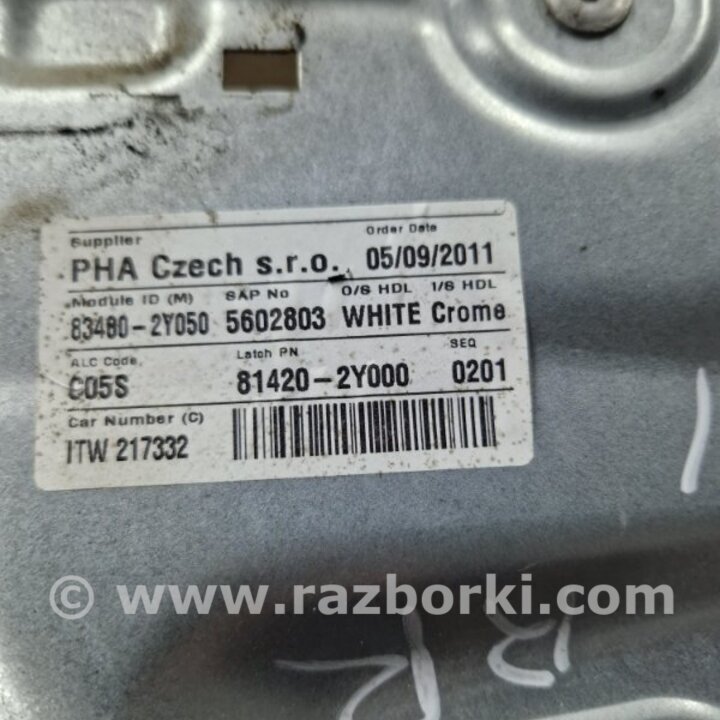 Supplier Order Date
PHA Czech s.r.o. 05/09/2011
Module ID (M) SAP No O/S HDL I/S HDL
83480-2Y050 5602803 WHITE Crome
ALC Code Latch PN SEQ
C05S 81420-2Y000 0201
Car Number (C)
ITW 217332
© www.razborki.com